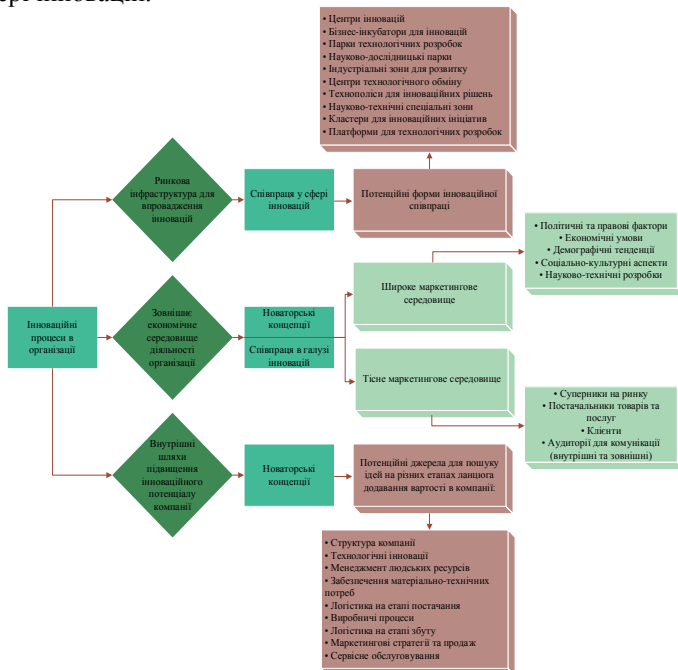 ері інновацій.
• Центри інновацій
• Бізнес-інкубатори для інновацій
• Парки технологічних розробок
• Науково-дослідницькі парки
• Індустріальні зони для розвитку
• Центри технологічного обміну
• Технополіси для інноваційних рішень
• Науково-технічні спеціальні зони
• Кластери для інноваційних ініціатив
• Платформи для технологічних розробок
Ринкова
інфраструктура для
впровадження
інновацій
Співпраця у сфері
інновацій
Потенційні форми інноваційної
співпраці
• Політичні та правові фактори
• Економічні умови
• Демографічні тенденції
• Соціально-культурні аспекти
• Науково-технічні розробки
Широке маркетингове
середовище
Інноваційні
процеси в
організації
Зовнішнє
економічне
середовище
діяльності
організації
Новаторські
концепції
Співпраця в галузі
інновацій
Тісне маркетингове середовище
• Суперники на ринку
• Постачальники товарів та
послуг
• Клієнти
• Аудиторії для комунікації
(внутрішні та зовнішні)
Внутрішні
шляхи
підвищення
інноваційного
потенціалу
компанії
Новаторські
концепції
Потенційні джерела для пошуку
ідей на різних етапах ланцюга
додавання вартості в компанії:
• Структура компанії
• Технологічні інновації
• Менеджмент людських ресурсів
• Забезпечення матеріально-технічних
потреб
• Логістика на етапі постачання
• Виробничі процеси
• Логістика на етапі збуту
• Маркетингові стратегії та продаж
• Сервісне обслуговування